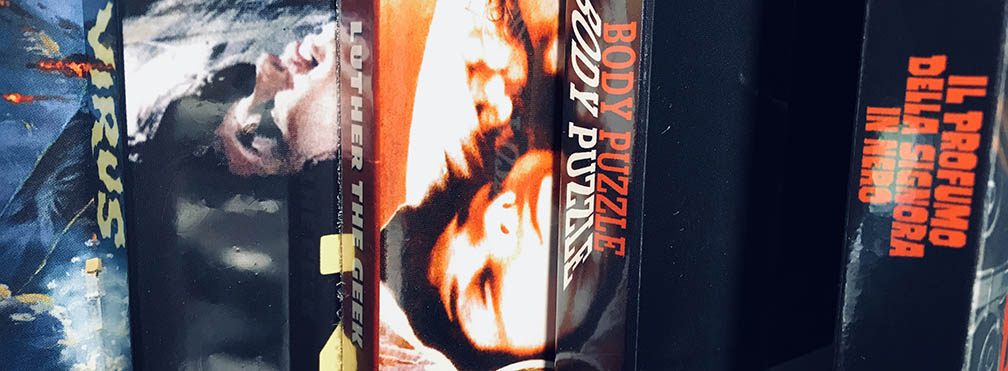 VIRUS
LUTHER THE GEEK
BODY PUZZLE
BODY PUZZLE
IL PROFUMO
DELLA SIGNORA
IN NERO